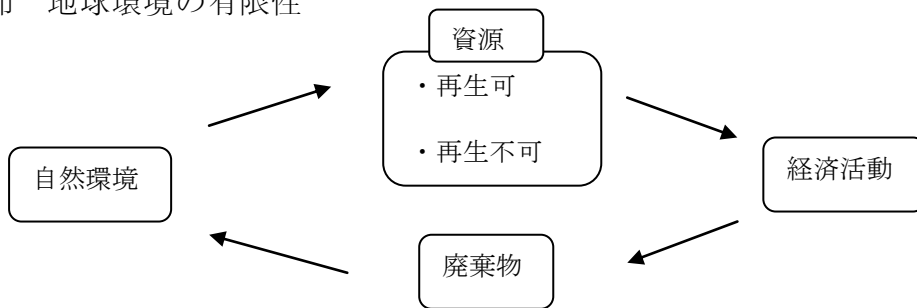 地球環境の有限性
資源
・再生可
・再生不可
自然環境
経済活動
廃棄物